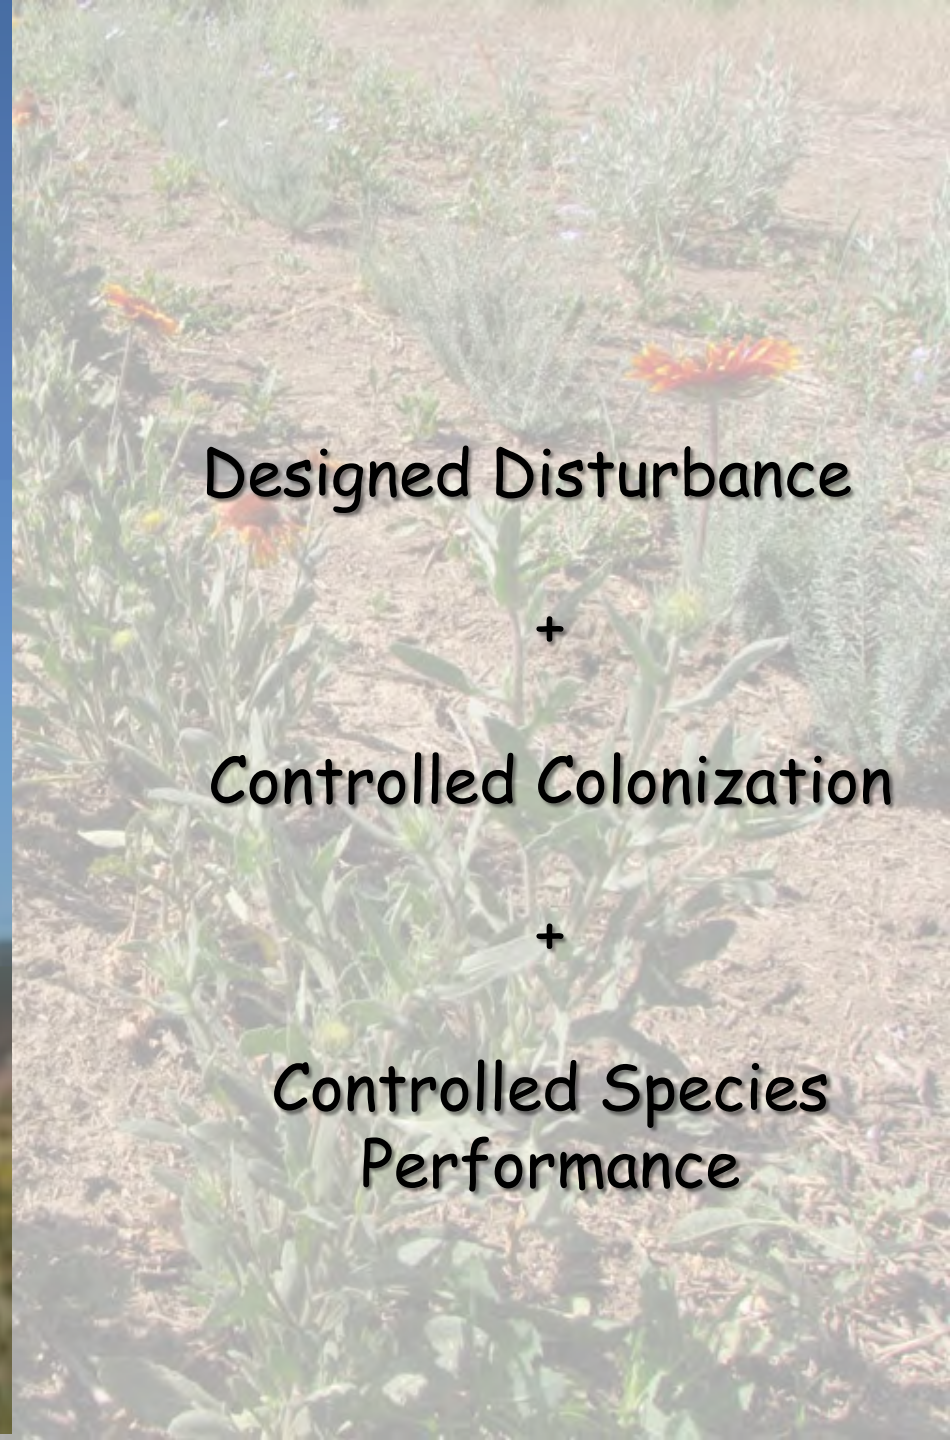 Designed Disturbance
+
Controlled Colonization
+
Controlled Species
Performance